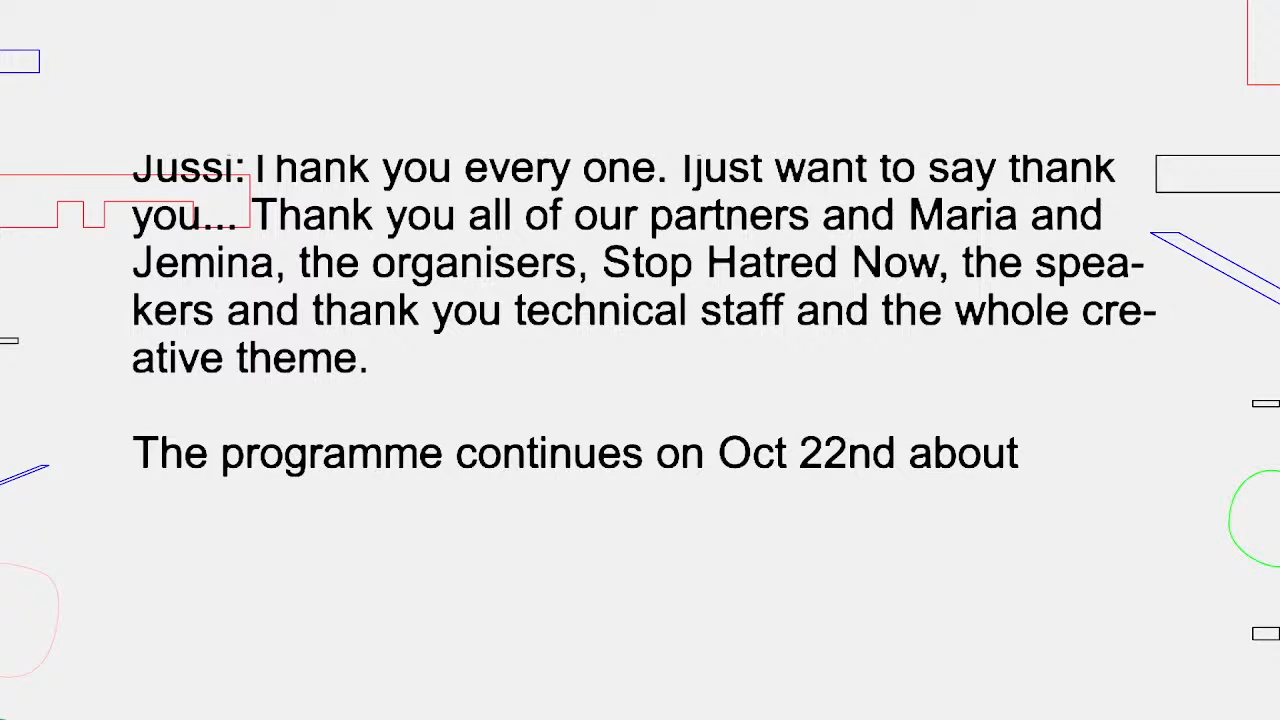 Jussi: Thank you every one. Ijust want to say thank
you... Thank you all of our partners and Maria and
Jemina, the organisers, Stop Hatred Now, the spea-
kers and thank you technical staff and the whole cre-
ative theme.
The programme continues on Oct 22nd about